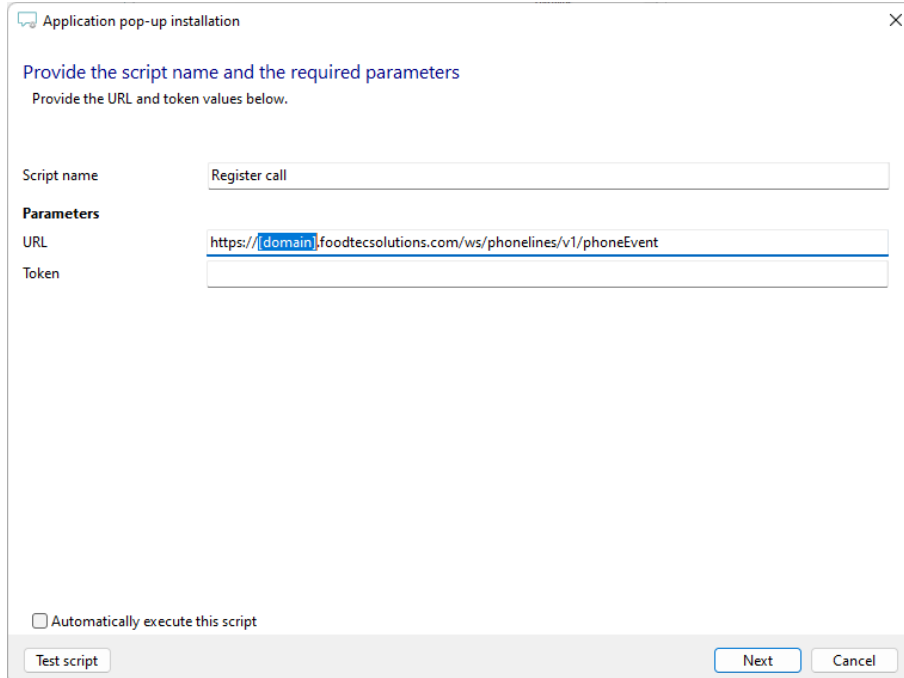 Application pop-up installation
Provide the script name and the required parameters
Provide the URL and token values below.
Script name
Register call
Parameters
URL
https://[domain].foodtecsolutions.com/ws/phonelines/v1/phoneEvent
Token
Automatically execute this script
Test script
Next
Cancel